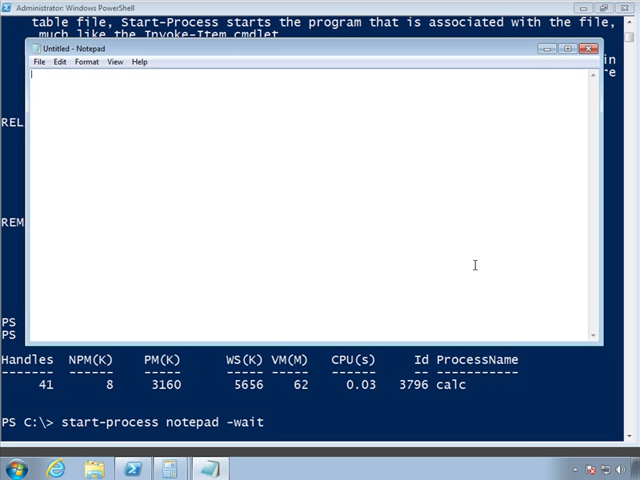 Administrator: Windows PowerShell
table file, Start-Process starts the program that is associated with the file,
much like the Invoke-Item cmdlet
Untitled - Notepad
in
File Edit Format View Help
re
REL
REM
PS
PS
Handles NPM(K) PM(K) WS(K) VM(M) CPU(s) Id ProcessName
------- ------ ----- ----- ----- ------ -- -----------
41 8 3160 5656 62 0.03 3796 calc
PS C:\> start-process notepad -wait